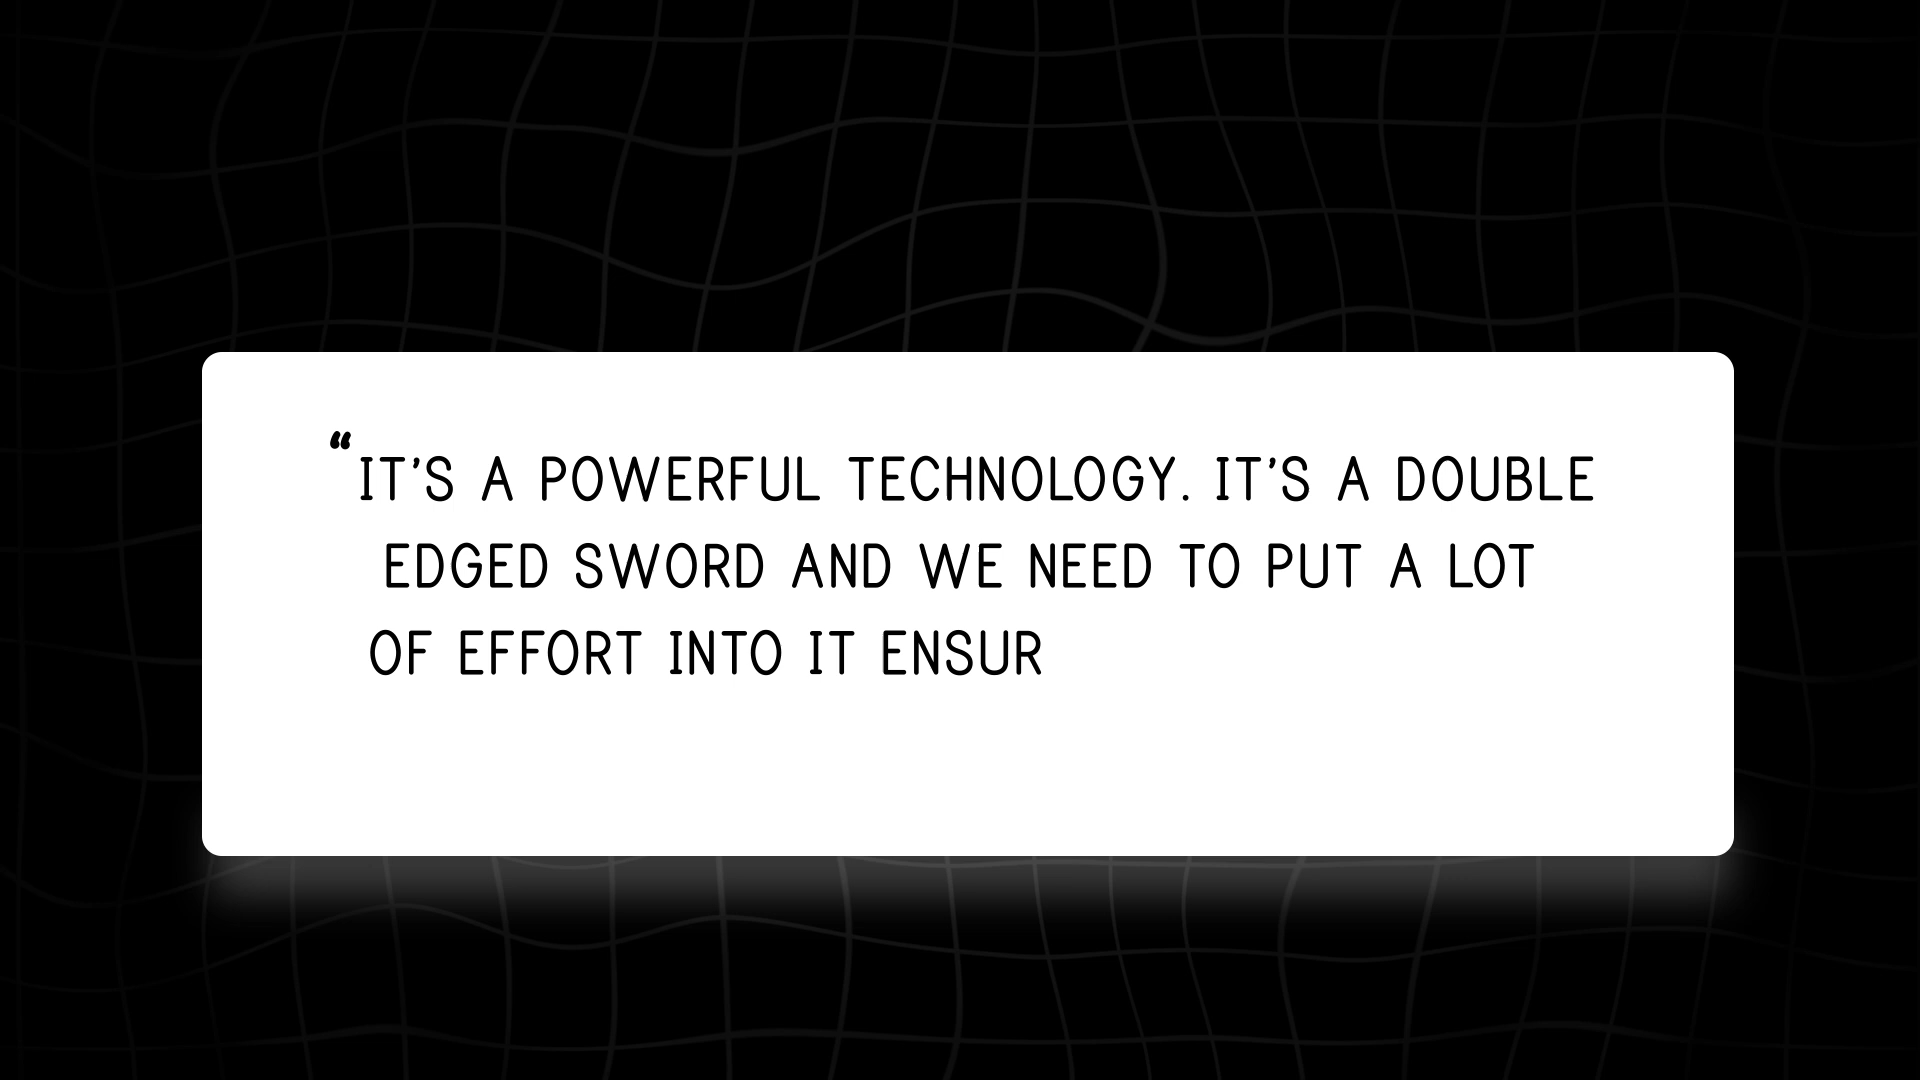 “IT’S A POWERFUL TECHNOLOGY. IT’S A DOUBLE
EDGED SWORD AND WE NEED TO PUT A LOT
OF EFFORT INTO IT ENSUR